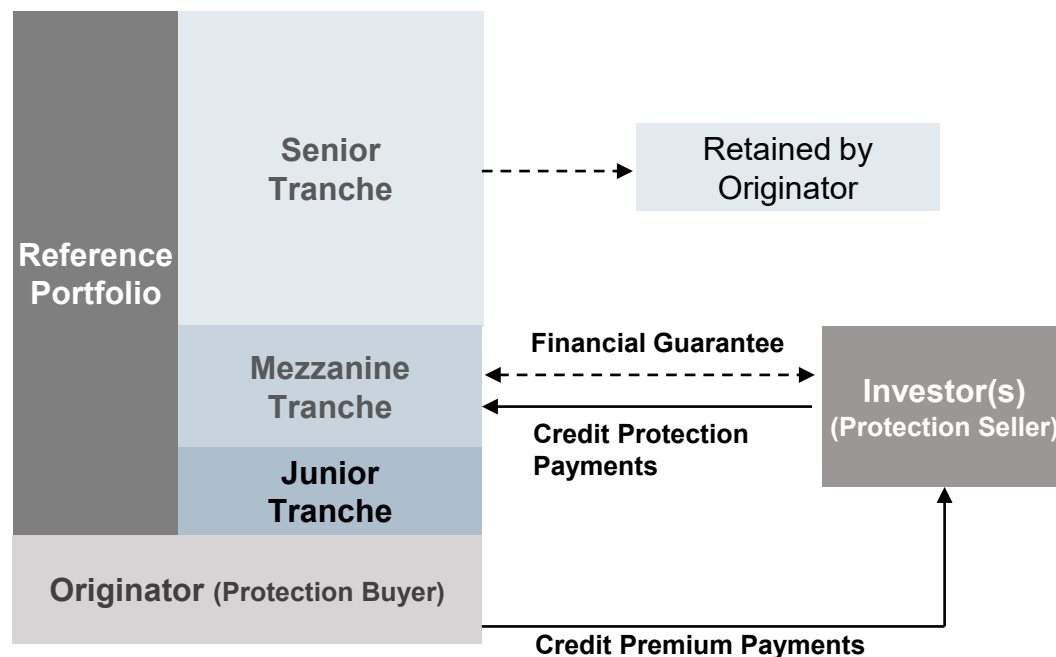 Senior
Tranche
Retained by
Originator
Reference
Portfolio
Mezzanine
Tranche
Financial Guarantee
Credit Protection
Payments
Investor(s)
(Protection Seller)
Junior
Tranche
Originator (Protection Buyer)
Credit Premium Payments